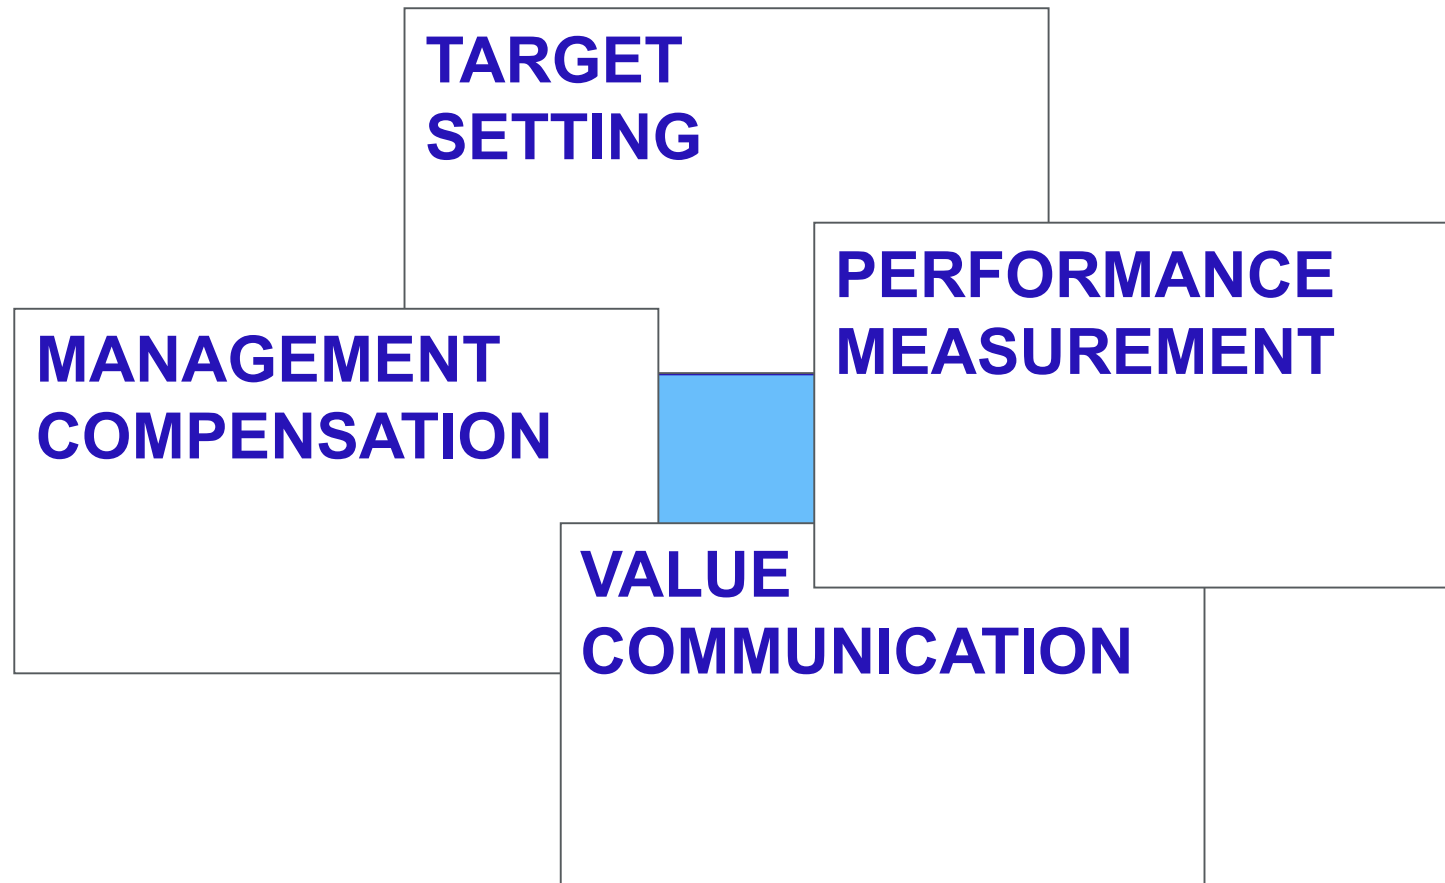 TARGET
SETTING
PERFORMANCE
MEASUREMENT
MANAGEMENT
COMPENSATION
VALUE
COMMUNICATION